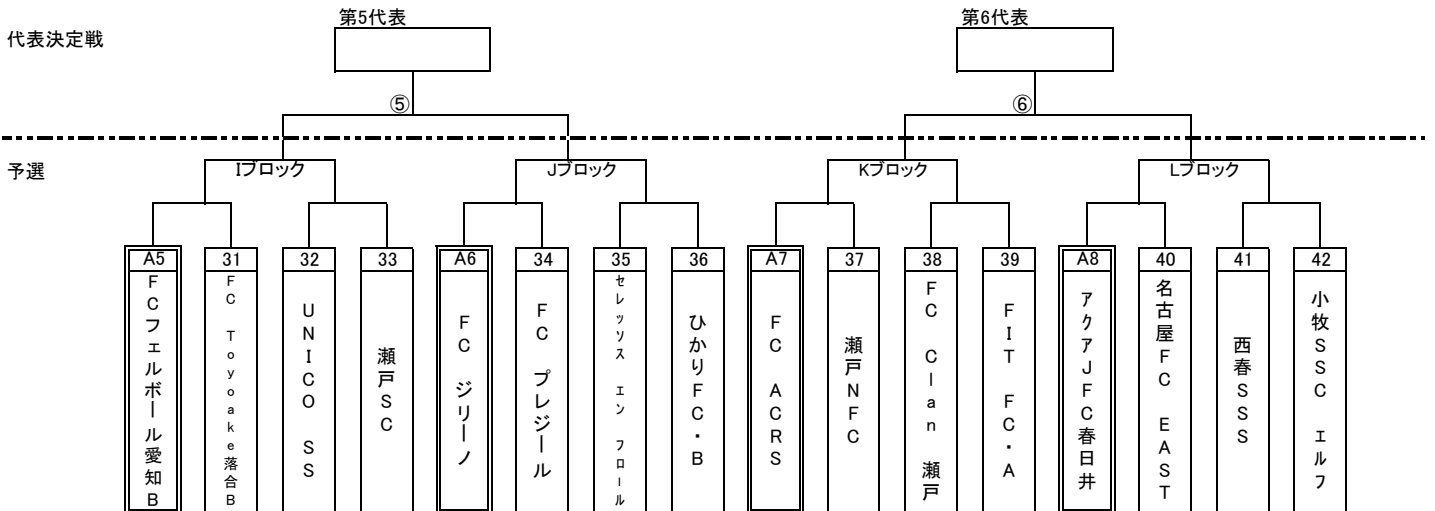 第5代表
第6代表
代表決定戦
⑤
⑥
予選
Iブロック
Jブロック
Kブロック
Lブロック
A5
31
32
33
A6
34
35
36
A7
37
38
39
A8
40
41
42
FCフェルボール愛知B
FC Toyoake落合B
UNICO SS
瀬戸SC
FC ジリーノ
FC プレジール
セレッソス エン フロール
ひかりFC・B
FC ACRS
瀬戸NFC
FC Clan 瀬戸
FIT FC・A
アクアJFC春日井
名古屋FC EAST
西春SSS
小牧SSC エルフ